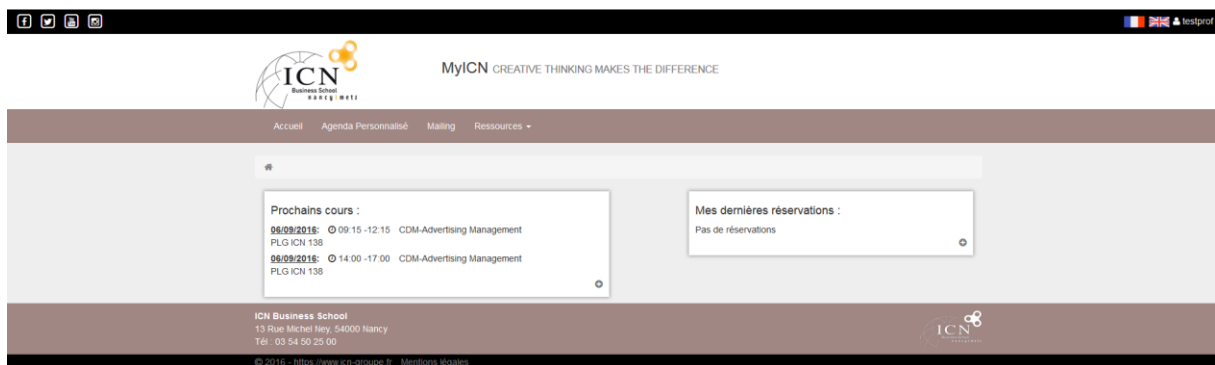 testprof
ICN
Business School
nancy metz
MyICN CREATIVE THINKING MAKES THE DIFFERENCE
Accueil Agenda Personnalisé Mailing Ressources
Prochains cours :
06/09/2016: 09:15 -12:15 CDM-Advertising Management
PLG ICN 138
06/09/2016: 14:00 -17:00 CDM-Advertising Management
PLG ICN 138
Mes dernières réservations :
Pas de réservations
ICN Business School
13 Rue Michel Ney, 54000 Nancy
Tél : 03 54 50 25 00
ICN
© 2016 - https://www.icn-groupe.fr Mentions légales